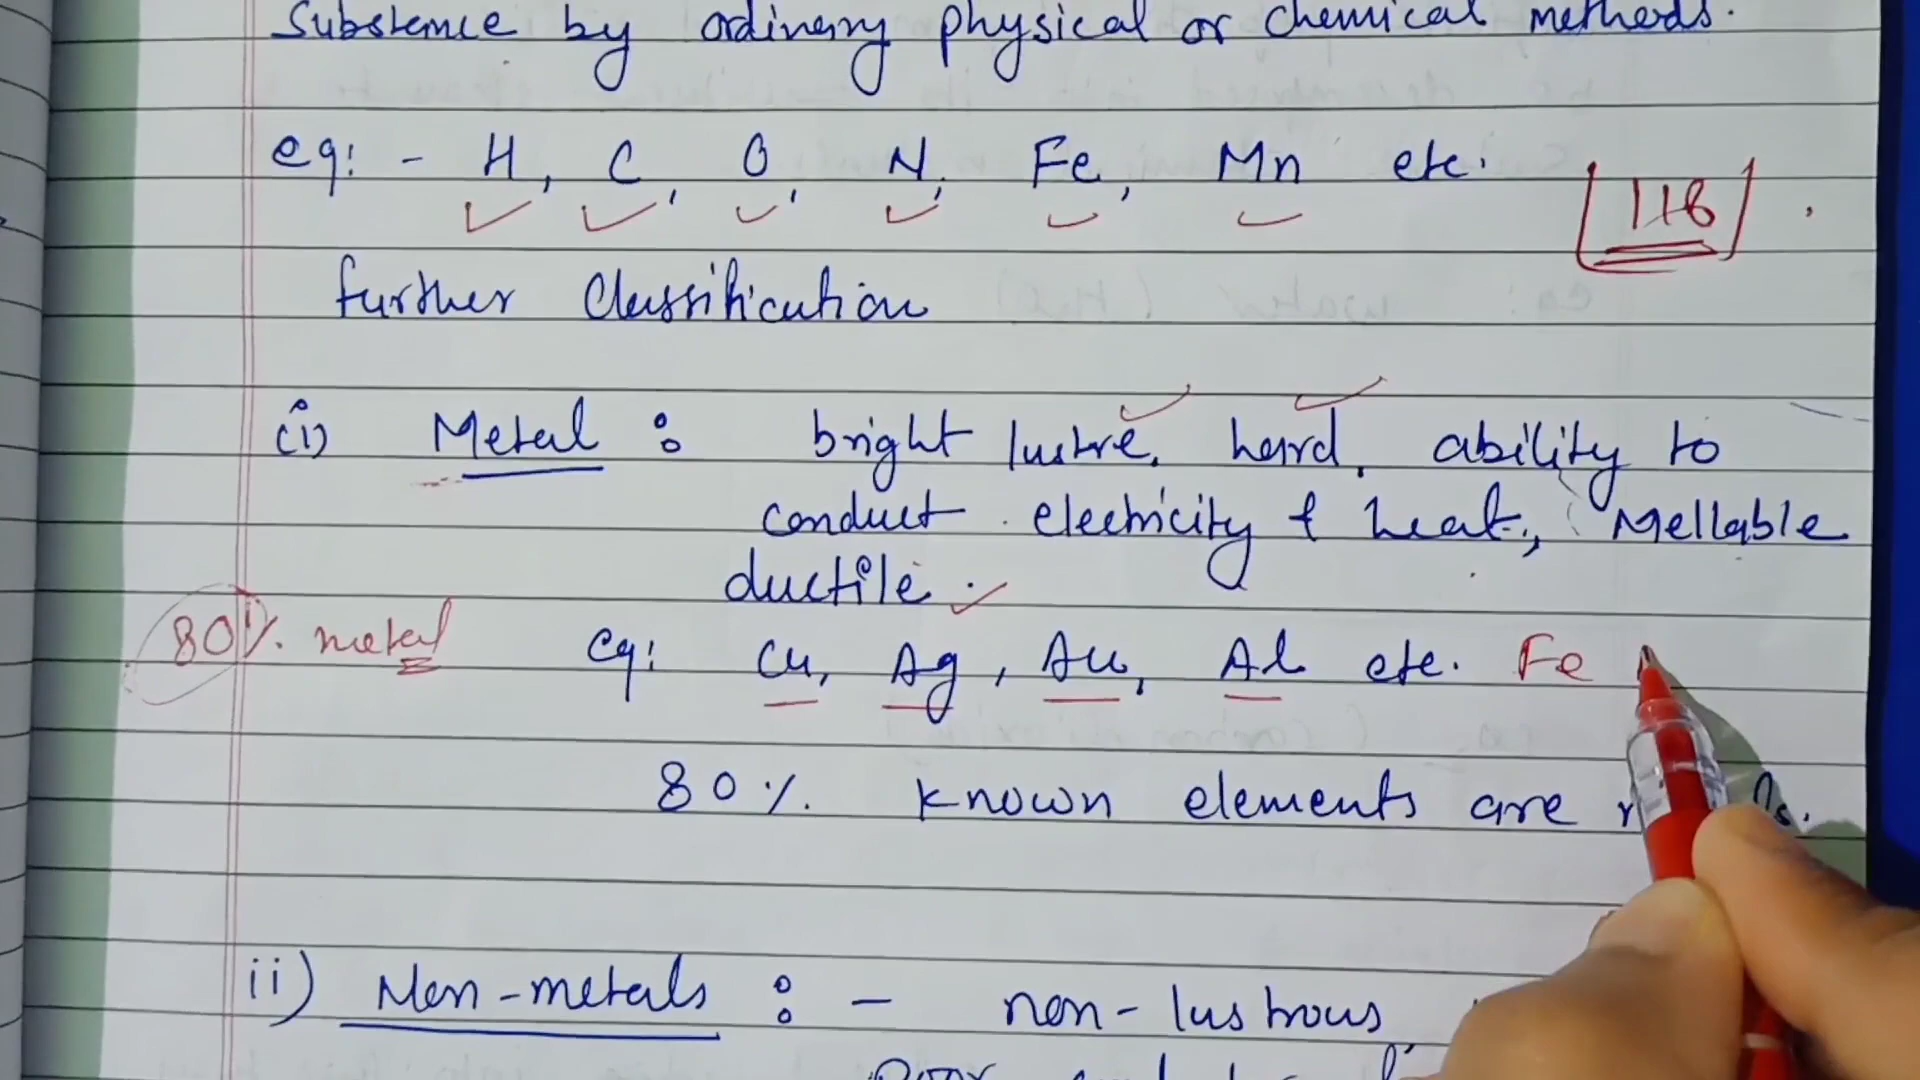 Substance by ordinary physical or chemical methods.
eg: - H, C, O, N, Fe, Mn etc.
118
further Classification
(i) Metal : bright lustre, hard, ability to
conduct electricity & heat, Mellable
ductile.
80% metal
eg: Cu, Ag, Au, Al etc. Fe
80% known elements are
ii) Non-metals : - non-lustrous
poor